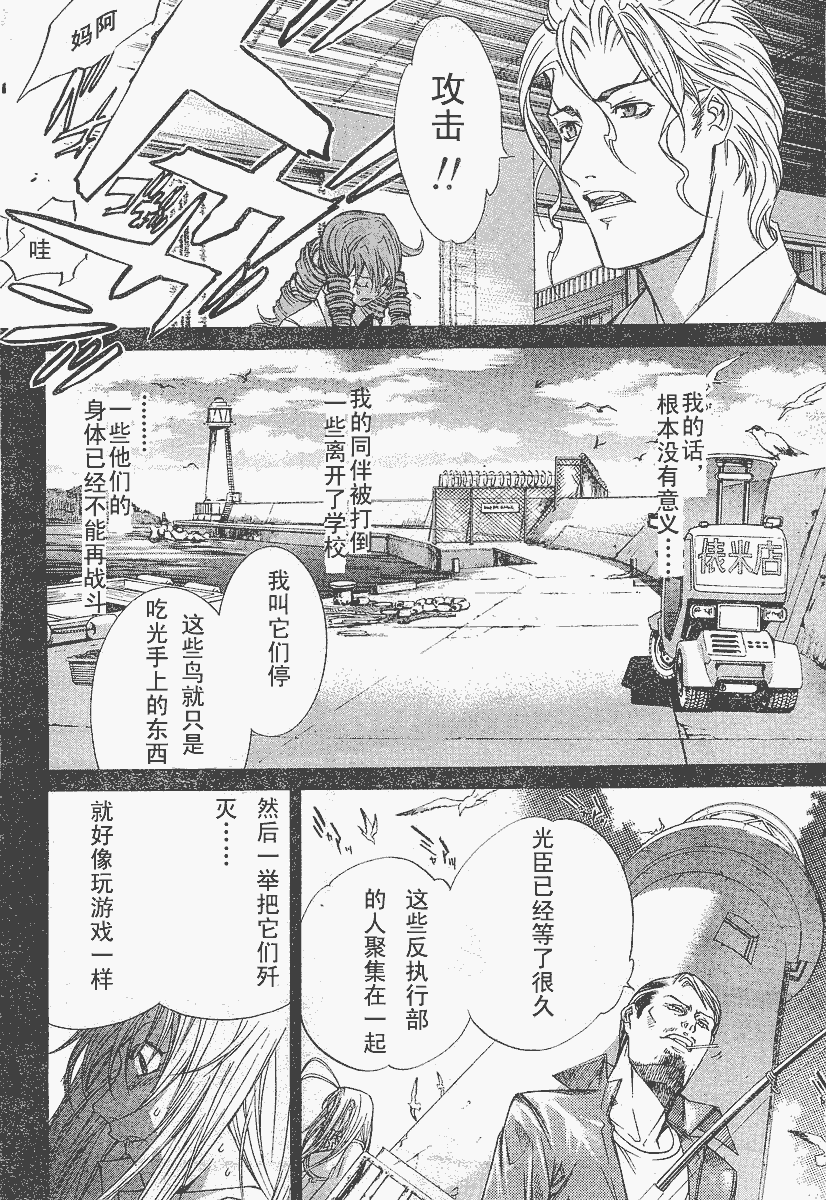 攻
击
!!
妈阿
哇
我的话，
根本没有意义……
我的同伴被打倒
一些离开了学校
………
一些他们的
身体已经不能再战斗
俵米店
我叫它们停
这些鸟就只是
吃光手上的东西
光臣已经等了很久
这些反执行部
的人聚集在一起
然后一举把它们歼
灭……
就好像玩游戏一样